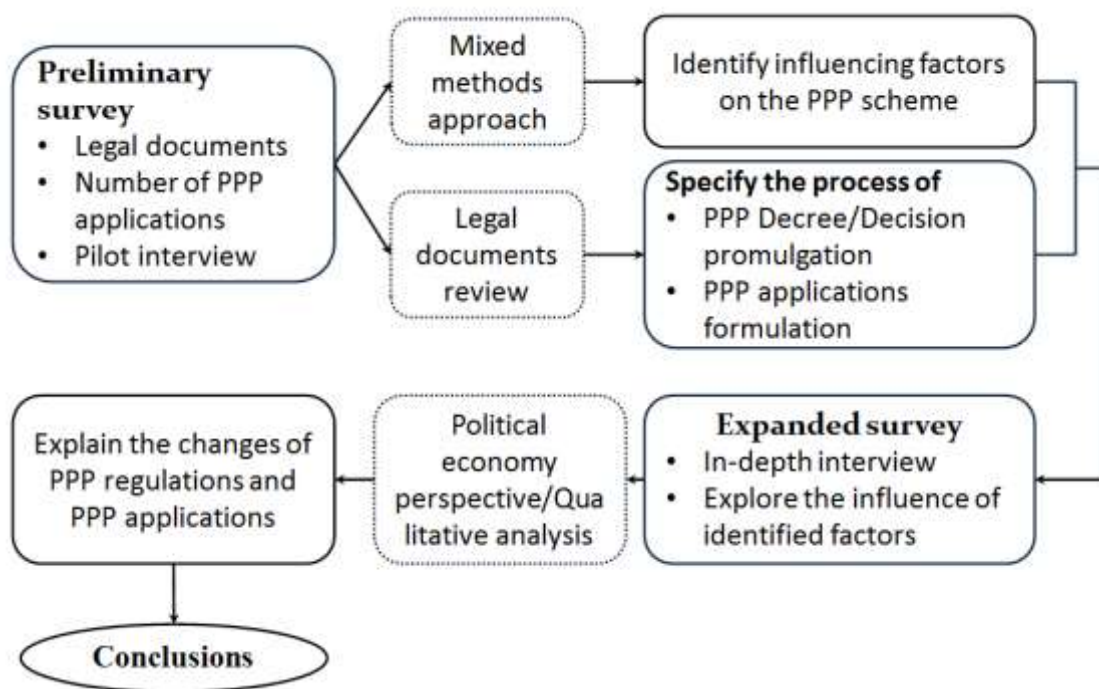 Preliminary
survey
• Legal documents
• Number of PPP
applications
• Pilot interview
Mixed
methods
approach
Identify influencing factors
on the PPP scheme
Legal
documents
review
Specify the process of
• PPP Decree/Decision
promulgation
• PPP applications
formulation
Expanded survey
• In-depth interview
• Explore the influence of
identified factors
Political
economy
perspective/Qua
litative analysis
Explain the changes of
PPP regulations and
PPP applications
Conclusions